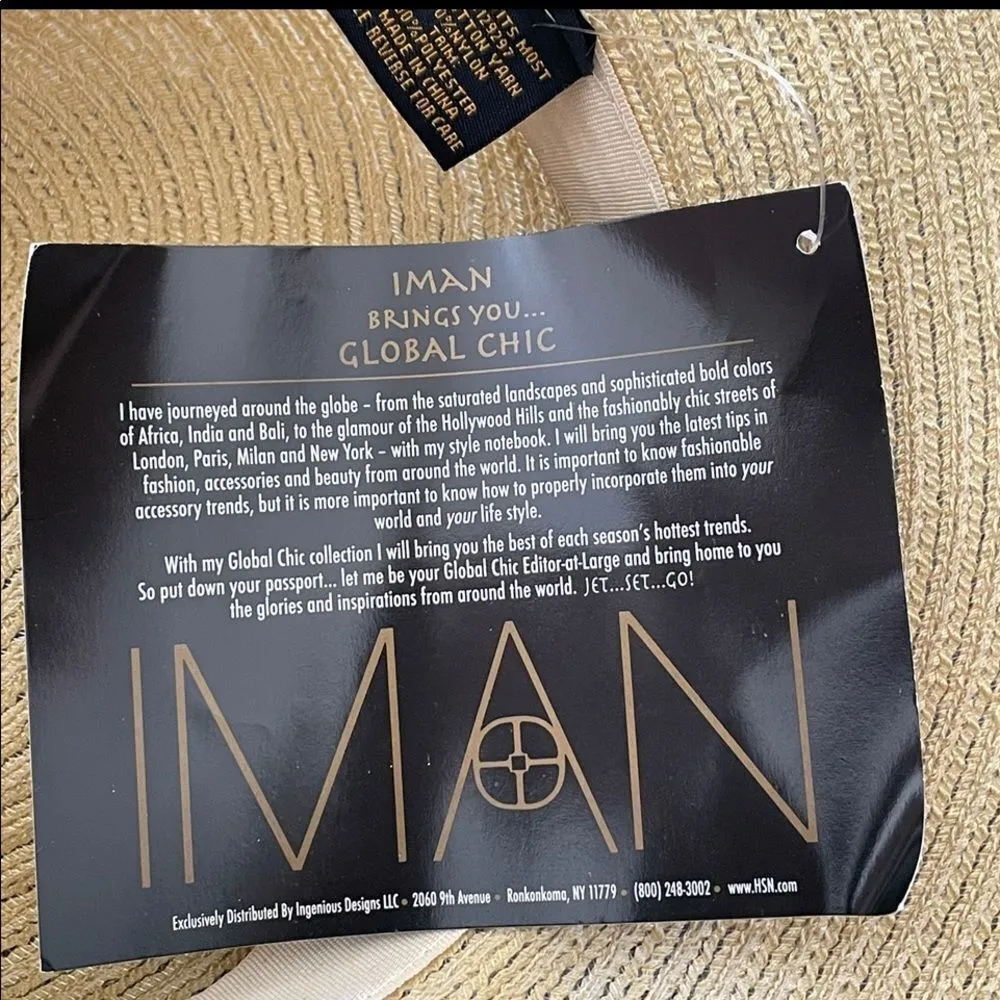 ITS MOST
129297
TTON YARN
0%NYLON
TRIM:
00%POLYESTER
MADE IN CHINA
E REVERSE FOR CARE
IMAN
BRINGS YOU...
GLOBAL CHIC
I have journeyed around the globe – from the saturated landscapes and sophisticated bold colors
of Africa, India and Bali, to the glamour of the Hollywood Hills and the fashionably chic streets of
London, Paris, Milan and New York – with my style notebook. I will bring you the latest tips in
fashion, accessories and beauty from around the world. It is important to know fashionable
accessory trends, but it is more important to know how to properly incorporate them into your
world and your life style.
With my Global Chic collection I will bring you the best of each season's hottest trends.
So put down your passport... let me be your Global Chic Editor-at-Large and bring home to you
the glories and inspirations from around the world. JET...SET...GO!
IMAN
Exclusively Distributed By Ingenious Designs LLC • 2060 9th Avenue • Ronkonkoma, NY 11779 • (800) 248-3002 • www.HSN.com